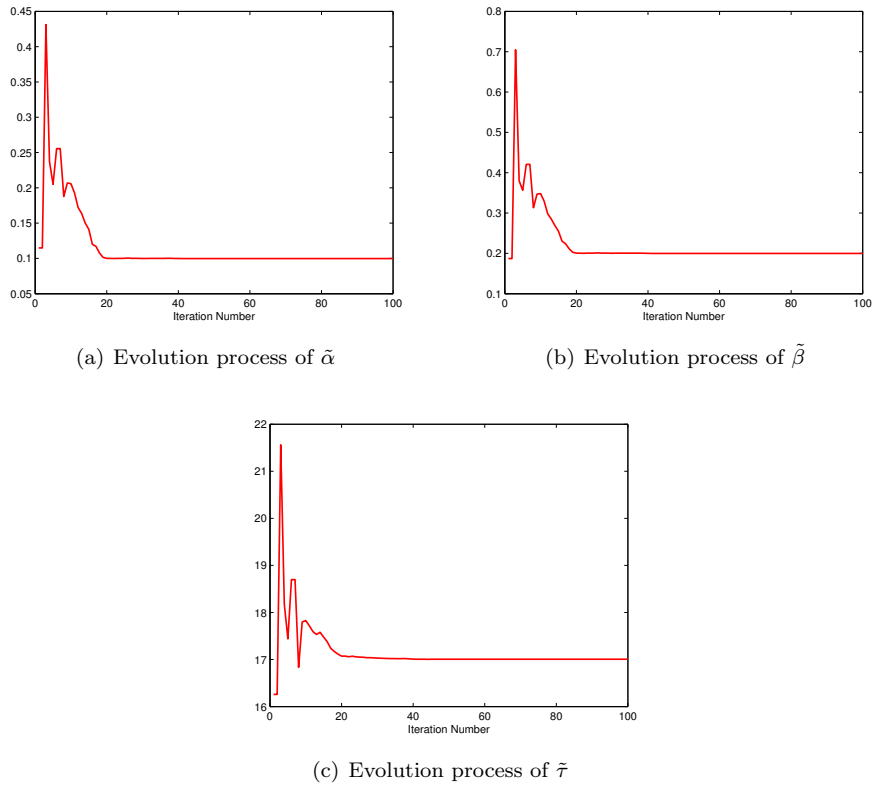 0.45
0.4
0.35
0.3
0.25
0.2
0.15
0.1
0.05
0 20 40 60 80 100
Iteration Number
(a) Evolution process of α̃
0.8
0.7
0.6
0.5
0.4
0.3
0.2
0.1
0 20 40 60 80 100
Iteration Number
(b) Evolution process of β̃
22
21
20
19
18
17
16
0 20 40 60 80 100
Iteration Number
(c) Evolution process of τ̃